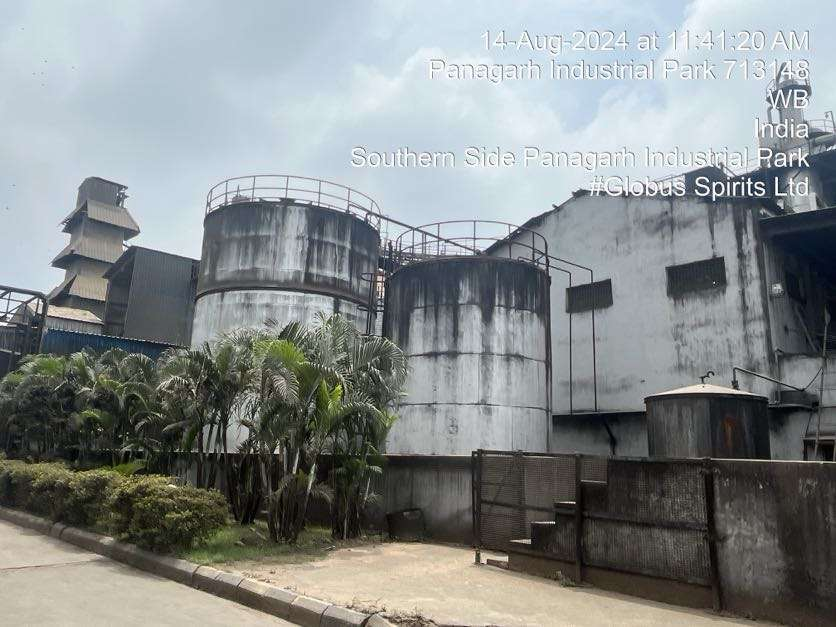 14-Aug-2024 at 11:41:20 AM
Panagarh Industrial Park 713148
WB
India
Southern Side Panagarh Industrial Park
#Globus Spirits Ltd